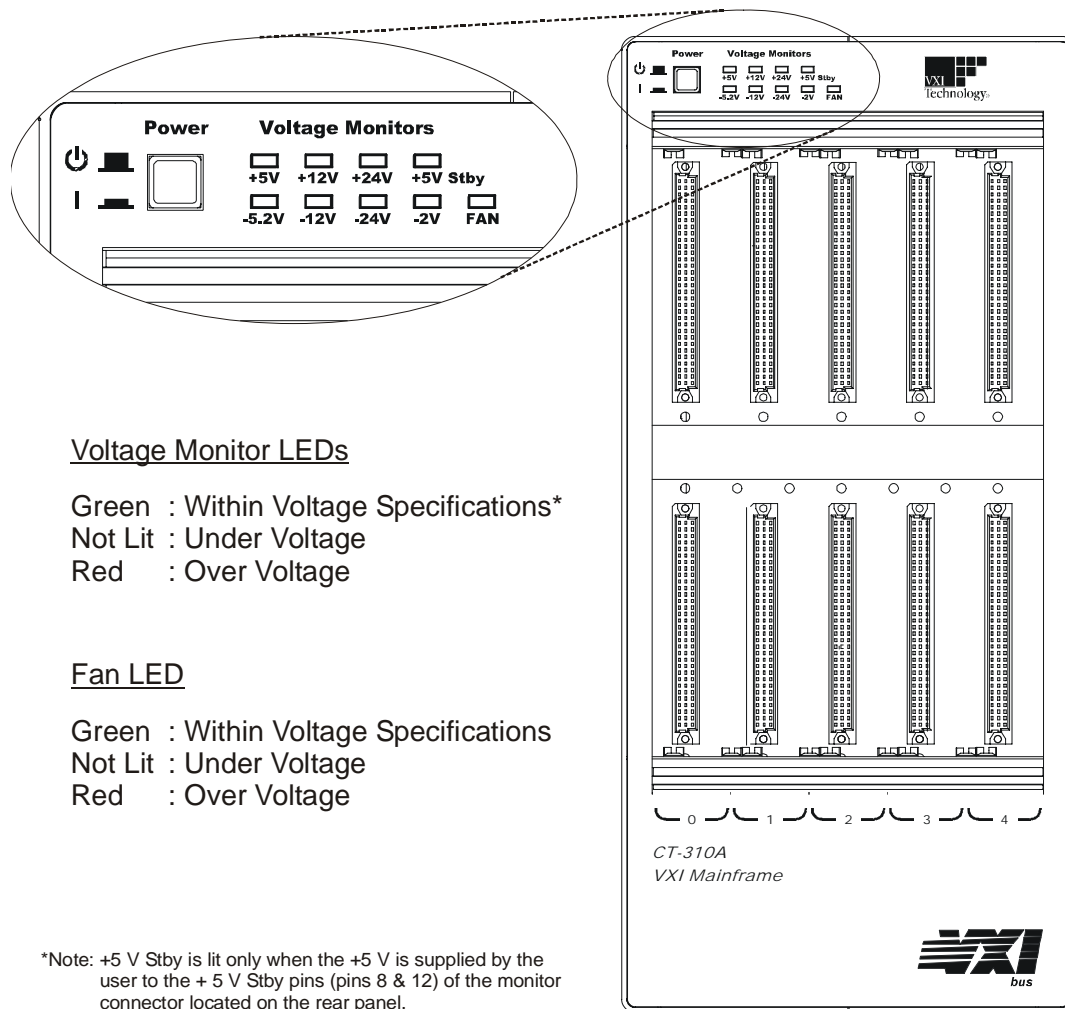 Power Voltage Monitors
+5V +12V +24V +5V Stby
-5.2V -12V -24V -2V FAN
Power Voltage Monitors
+5V +12V +24V +5V Stby
-5.2V -12V -24V -2V FAN
VXI
Technology
Voltage Monitor LEDs
Green : Within Voltage Specifications*
Not Lit : Under Voltage
Red : Over Voltage
Fan LED
Green : Within Voltage Specifications
Not Lit : Under Voltage
Red : Over Voltage
0 1 2 3 4
CT-310A
VXI Mainframe
*Note: +5 V Stby is lit only when the +5 V is supplied by the
user to the + 5 V Stby pins (pins 8 & 12) of the monitor
connector located on the rear panel.
VXI
bus